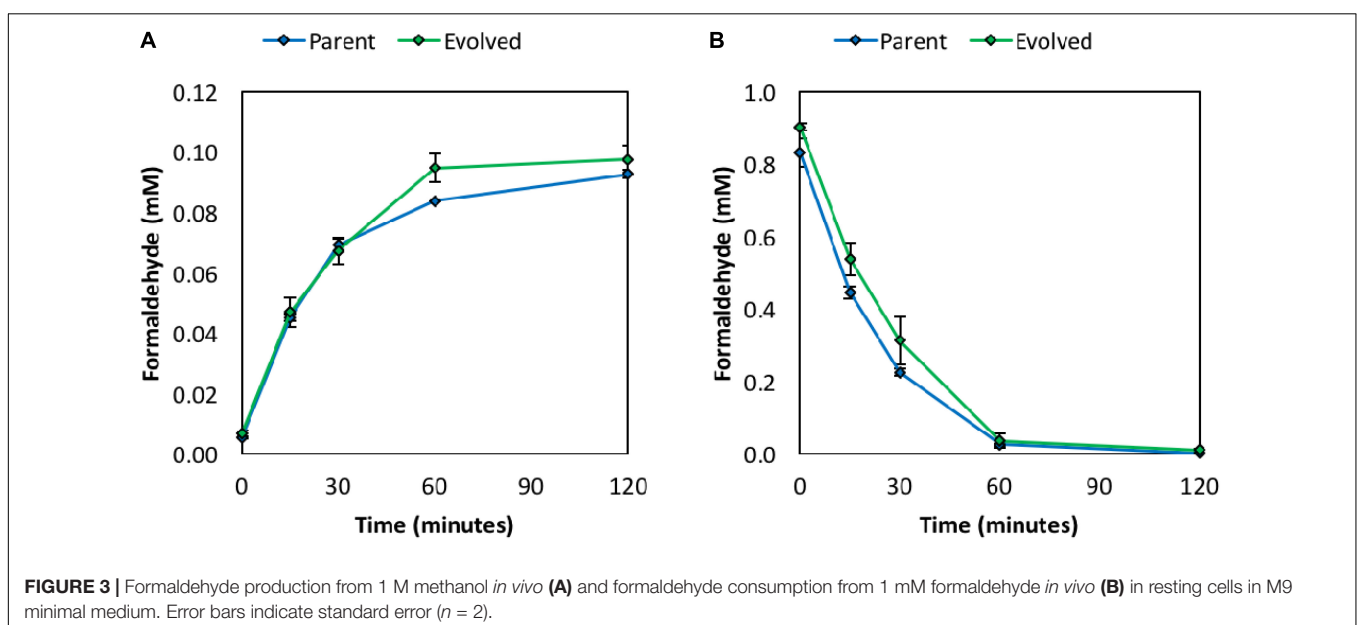 A
Parent
Evolved
0.12
0.10
0.08
0.06
0.04
0.02
0.00
Formaldehyde (mM)
0
30
60
90
120
Time (minutes)
B
Parent
Evolved
1.0
0.8
0.6
0.4
0.2
0.0
Formaldehyde (mM)
0
30
60
90
120
Time (minutes)
FIGURE 3 | Formaldehyde production from 1 M methanol in vivo (A) and formaldehyde consumption from 1 mM formaldehyde in vivo (B) in resting cells in M9
minimal medium. Error bars indicate standard error (n = 2).